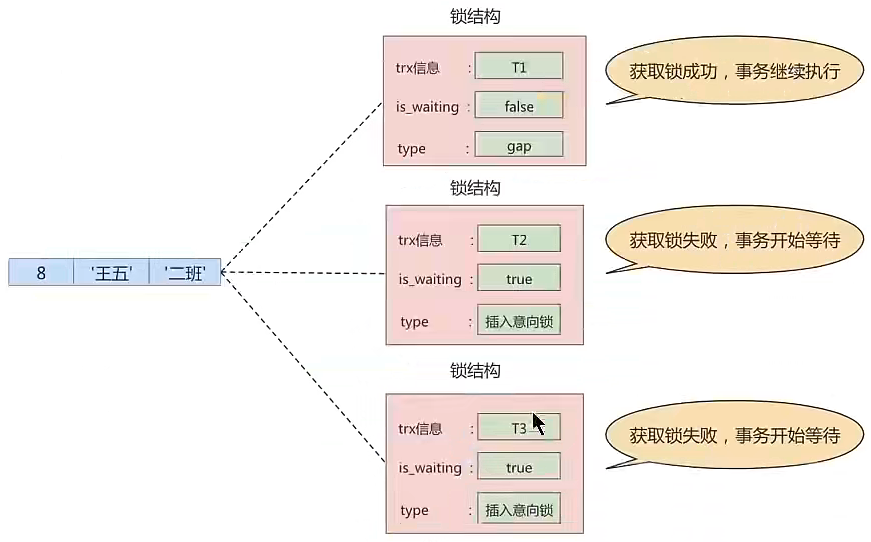 锁结构
trx信息 : T1
is_waiting : false
type : gap
获取锁成功，事务继续执行
锁结构
trx信息 : T2
is_waiting : true
type : 插入意向锁
获取锁失败，事务开始等待
8 '王五' '二班'
锁结构
trx信息 : T3
is_waiting : true
type : 插入意向锁
获取锁失败，事务开始等待